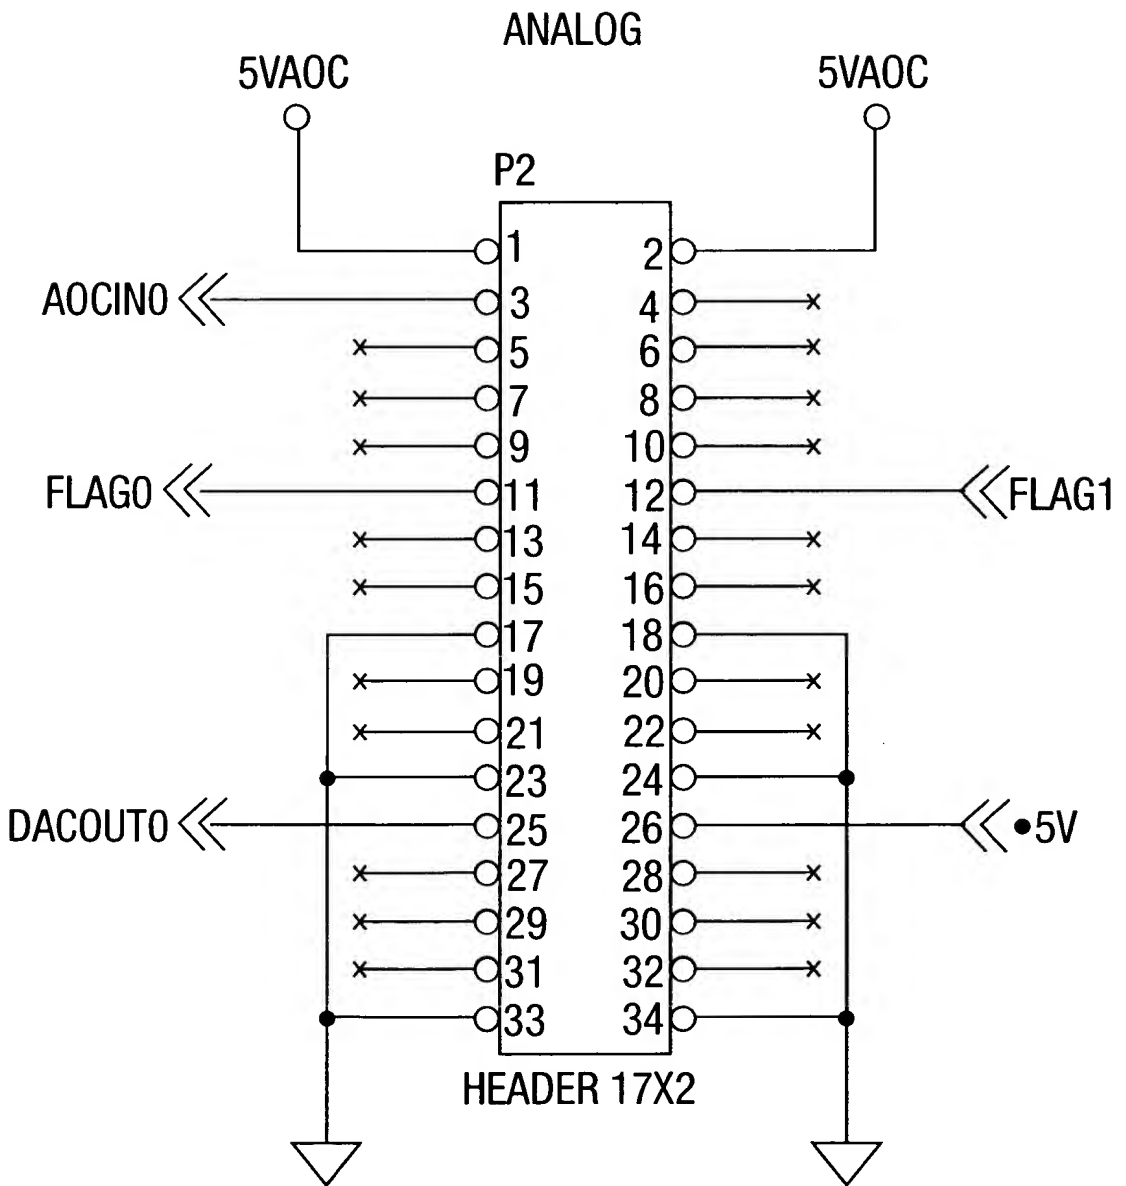 ANALOG
5VAOC 5VAOC
P2
1 2
AOCIN0 3 4
5 6
7 8
9 10
FLAG0 11 12 FLAG1
13 14
15 16
17 18
19 20
21 22
23 24
DACOUT0 25 26 •5V
27 28
29 30
31 32
33 34
HEADER 17X2